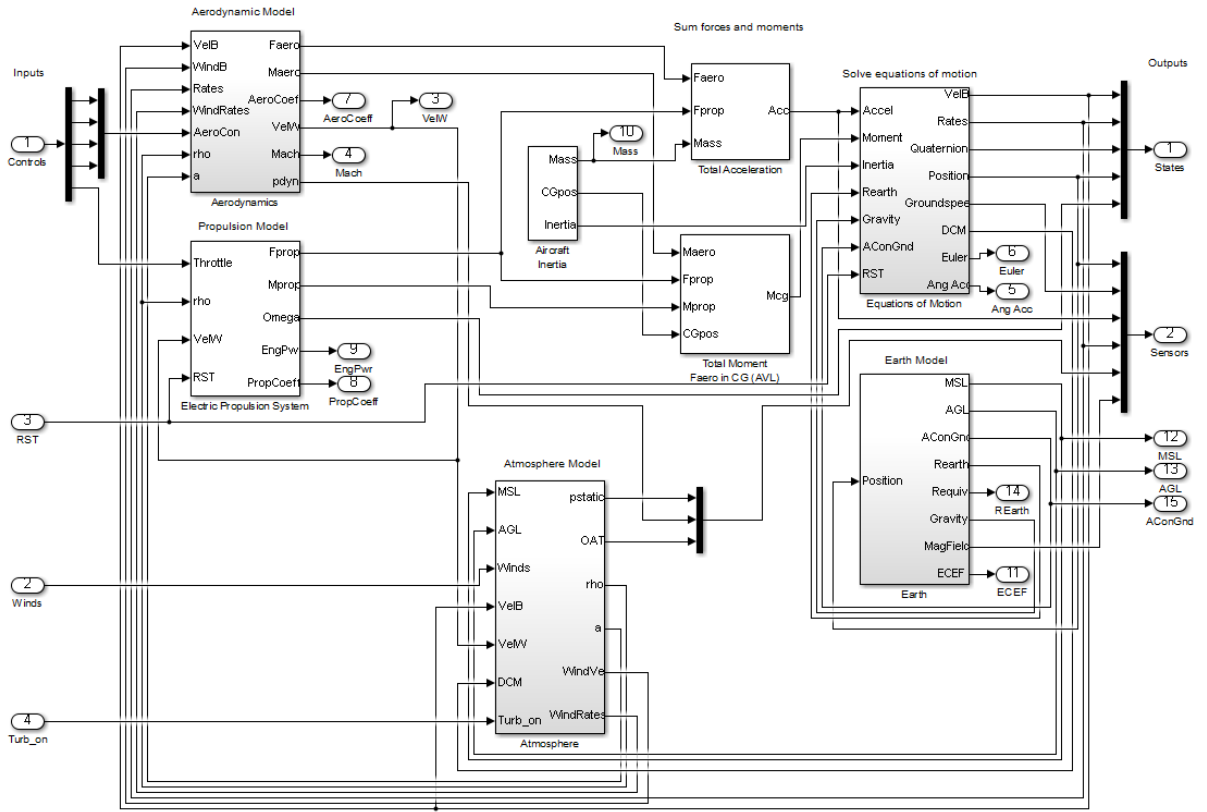 Aerodynamic Model
Inputs
1
Controls
VelB
WindB
Rates
WindRates
AeroCon
rho
a
Faero
Maero
AeroCoef
VelW
Mach
pdyn
Aerodynamics
7
AeroCoeff
3
VelW
4
Mach
Propulsion Model
Throttle
rho
VelW
RST
Fprop
Mprop
Omega
EngPwr
PropCoeff
Electric Propulsion System
9
EngPwr
8
PropCoeff
3
RST
2
Winds
4
Turb_on
Atmosphere Model
MSL
AGL
Winds
VelB
VelW
DCM
Turb_on
pstatic
OAT
rho
a
WindVe
WindRates
Atmosphere
Sum forces and moments
Faero
Fprop
Mass
Acc
Total Acceleration
10
Mass
Mass
CGpos
Inertia
Aircraft
Inertia
Maero
Fprop
Mprop
CGpos
Mcg
Total Moment
Faero in CG (AVL)
Solve equations of motion
Accel
Moment
Inertia
Rearth
Gravity
AConGnd
RST
VelB
Rates
Quaternion
Position
Groundspee
DCM
Euler
Ang Acc
Equations of Motion
6
Euler
5
Ang Acc
Earth Model
Position
MSL
AGL
AConGnd
Rearth
Requiv
Gravity
MagField
ECEF
Earth
14
REarth
11
ECEF
Outputs
1
States
2
Sensors
12
MSL
13
AGL
15
AConGnd